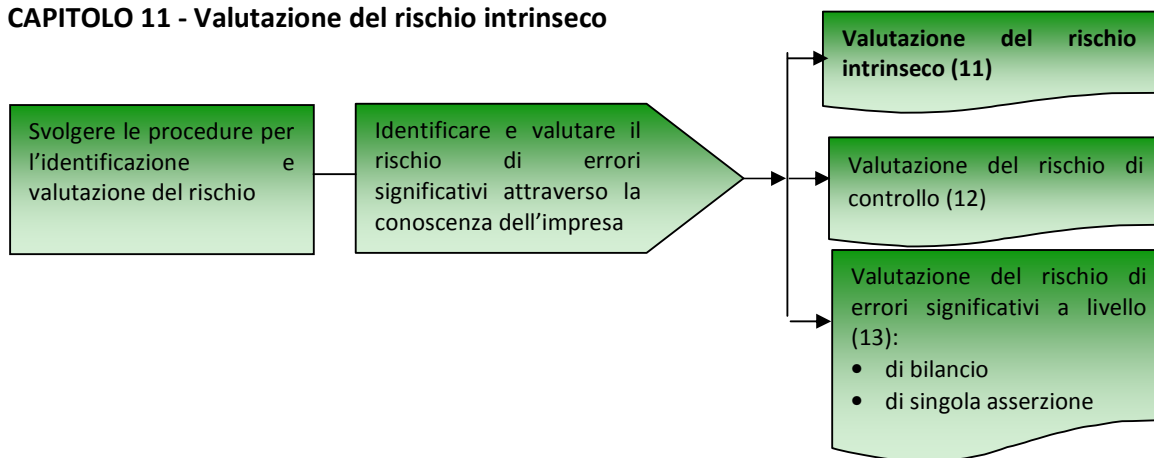 CAPITOLO 11 - Valutazione del rischio intrinseco
Svolgere le procedure per
l'identificazione e
valutazione del rischio
Identificare e valutare il
rischio di errori
significativi attraverso la
conoscenza dell'impresa
Valutazione del rischio
intrinseco (11)
Valutazione del rischio di
controllo (12)
Valutazione del rischio di
errori significativi a livello
(13):
• di bilancio
• di singola asserzione